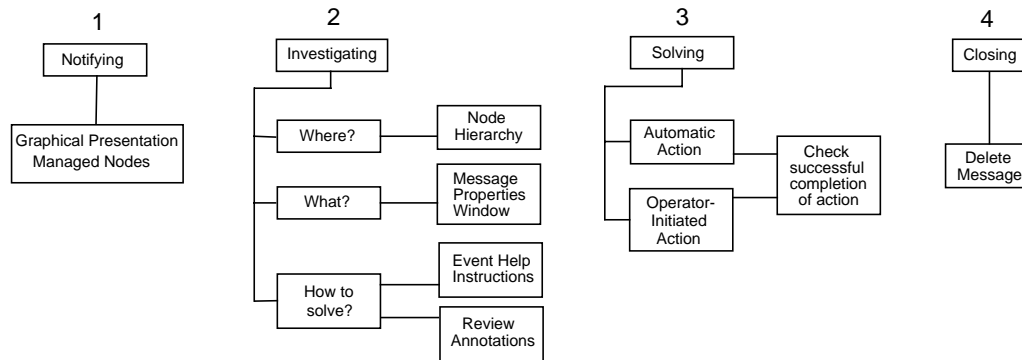 1
Notifying
Graphical Presentation
Managed Nodes
2
Investigating
Where?
Node
Hierarchy
What?
Message
Properties
Window
How to
solve?
Event Help
Instructions
Review
Annotations
3
Solving
Automatic
Action
Operator-
Initiated
Action
Check
successful
completion
of action
4
Closing
Delete
Message